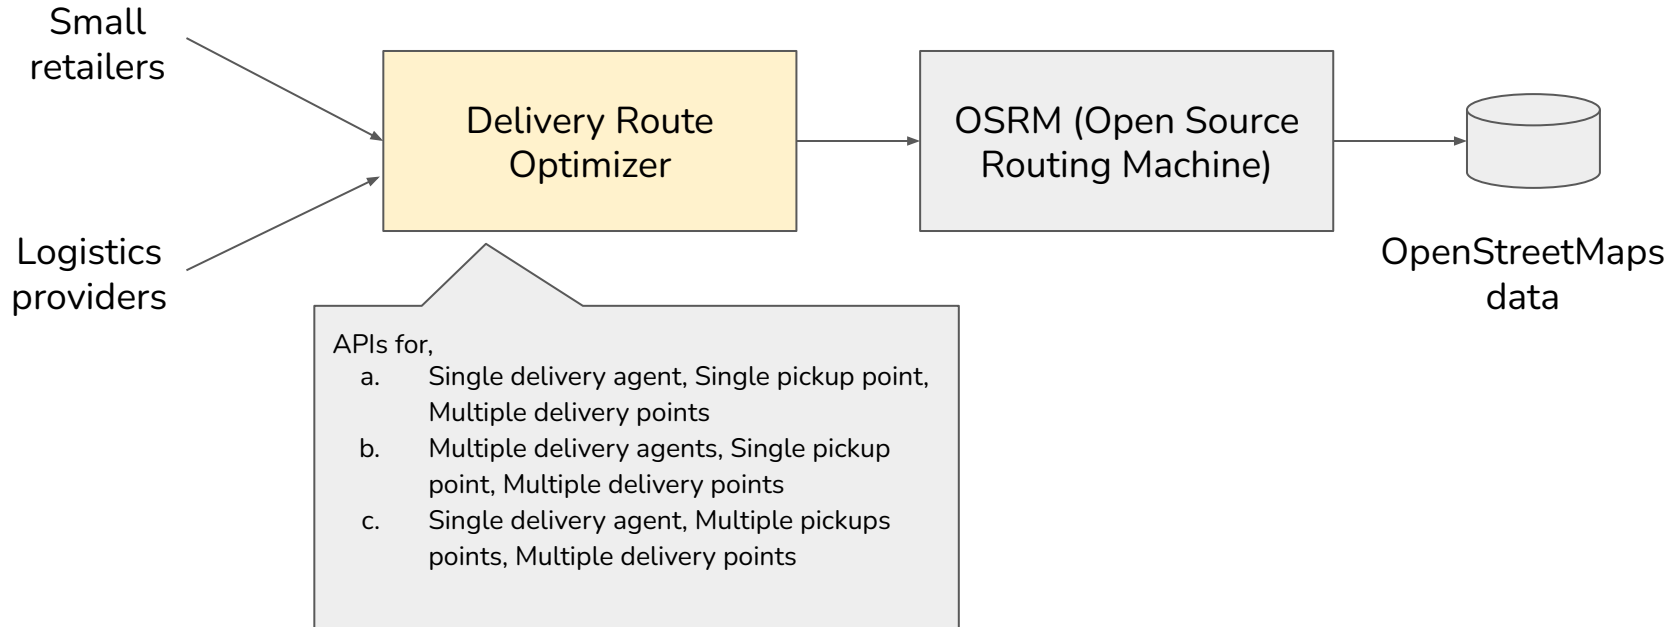 Small
retailers
Delivery Route
Optimizer
OSRM (Open Source
Routing Machine)
Logistics
providers
OpenStreetMaps
data
APIs for,
a. Single delivery agent, Single pickup point,
Multiple delivery points
b. Multiple delivery agents, Single pickup
point, Multiple delivery points
c. Single delivery agent, Multiple pickups
points, Multiple delivery points